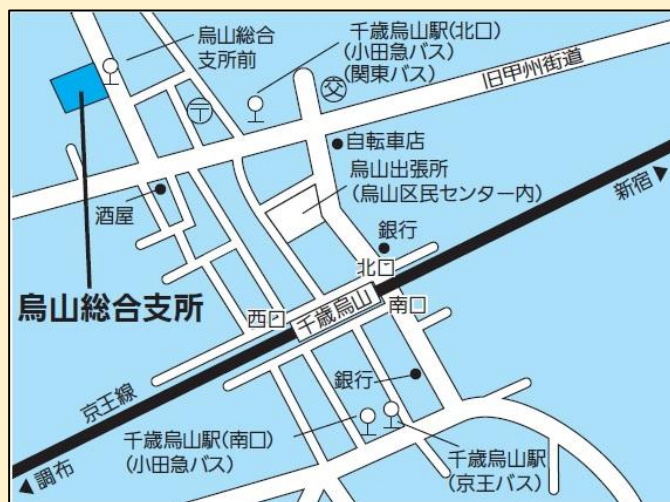 烏山総合
支所前
千歳烏山駅(北口)
(小田急バス)
(関東バス)
旧甲州街道
〒
交
自転車店
烏山出張所
(烏山区民センター内)
新宿
酒屋
銀行
北口
烏山総合支所
西口
千歳烏山
南口
京王線
銀行
千歳烏山駅(南口)
(小田急バス)
千歳烏山駅
(京王バス)
調布